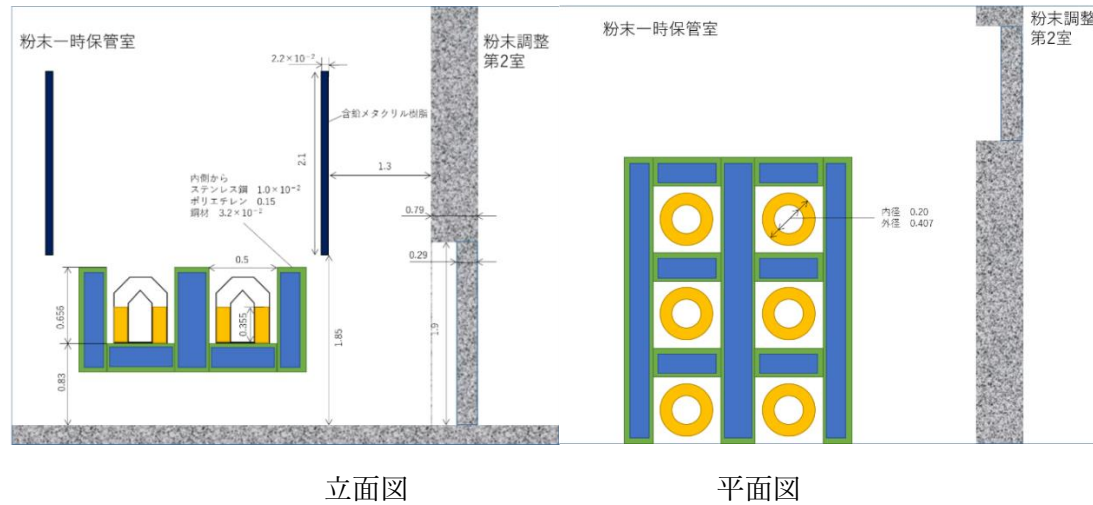 粉末一時保管室
粉末調整
第2室
2.2×10⁻²
含鉛メタクリル樹脂
2.1
1.3
内側から
ステンレス鋼 1.0×10⁻²
ポリエチレン 0.15
鋼材 3.2×10⁻²
0.79
0.29
0.5
0.656
0.355
0.83
1.85
1.9
粉末一時保管室
粉末調整
第2室
内径 0.20
外径 0.407
立面図
平面図